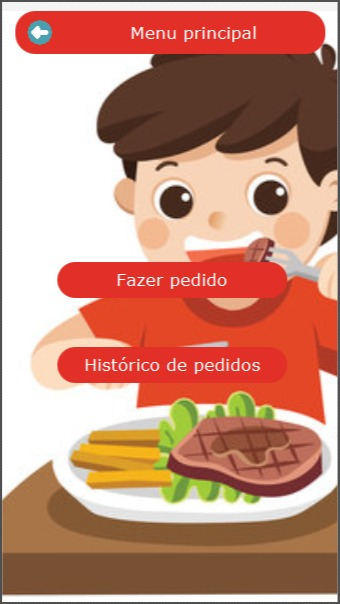 Menu principal
Fazer pedido
Histórico de pedidos